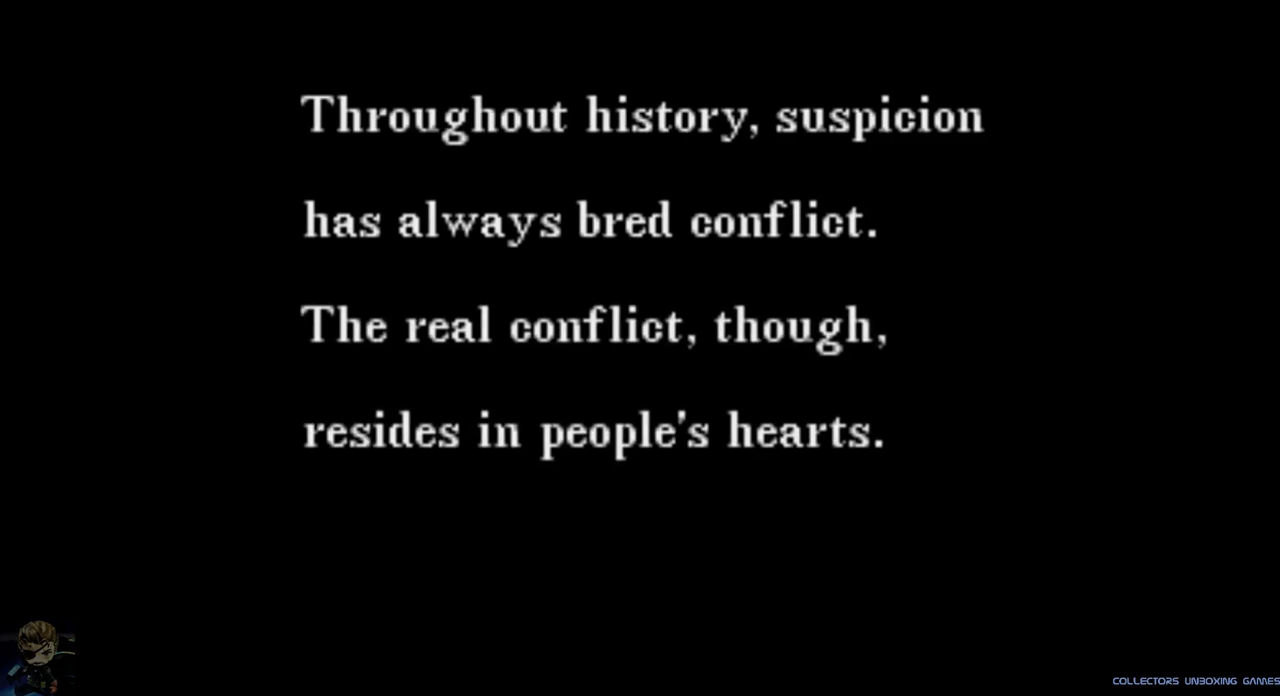 Throughout history, suspicion
has always bred conflict.
The real conflict, though,
resides in people's hearts.
COLLECTORS UNBOXING GAMES